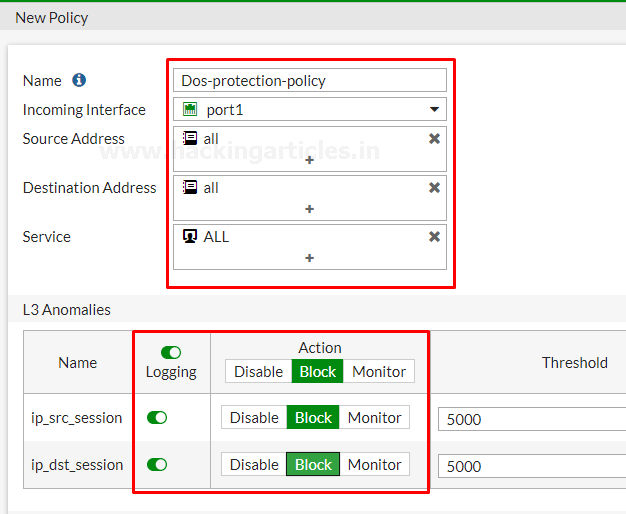 New Policy
Name
Dos-protection-policy
Incoming Interface
port1
Source Address
all
+
www.hackingarticles.in
Destination Address
all
+
Service
ALL
+
L3 Anomalies
Name
Logging
Action
Disable Block Monitor
Threshold
ip_src_session
Disable Block Monitor
5000
ip_dst_session
Disable Block Monitor
5000